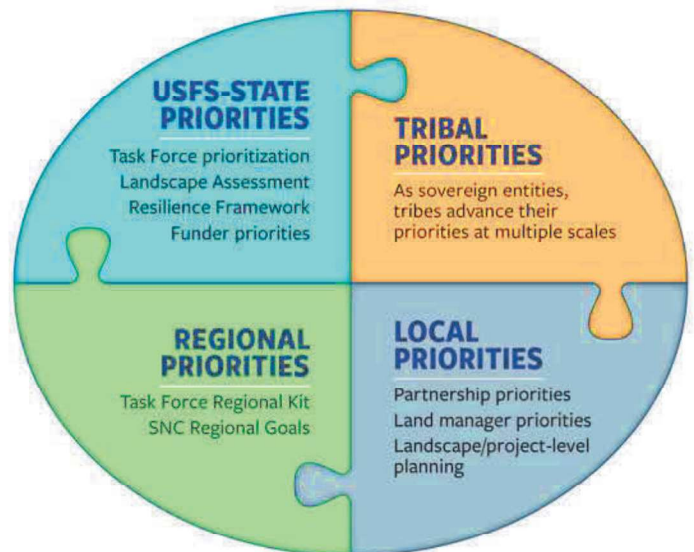 USFS-STATE
PRIORITIES
Task Force prioritization
Landscape Assessment
Resilience Framework
Funder priorities
TRIBAL
PRIORITIES
As sovereign entities,
tribes advance their
priorities at multiple scales
REGIONAL
PRIORITIES
Task Force Regional Kit
SNC Regional Goals
LOCAL
PRIORITIES
Partnership priorities
Land manager priorities
Landscape/project-level
planning